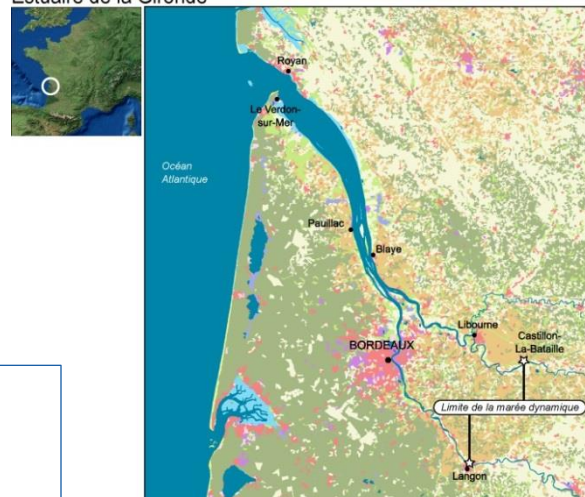 Estuaire de la Gironde
Royan
Le Verdon-
sur-Mer
Océan
Atlantique
Pauillac
Blaye
Libourne
Castillon-
La-Bataille
BORDEAUX
Limite de la marée dynamique
Langon